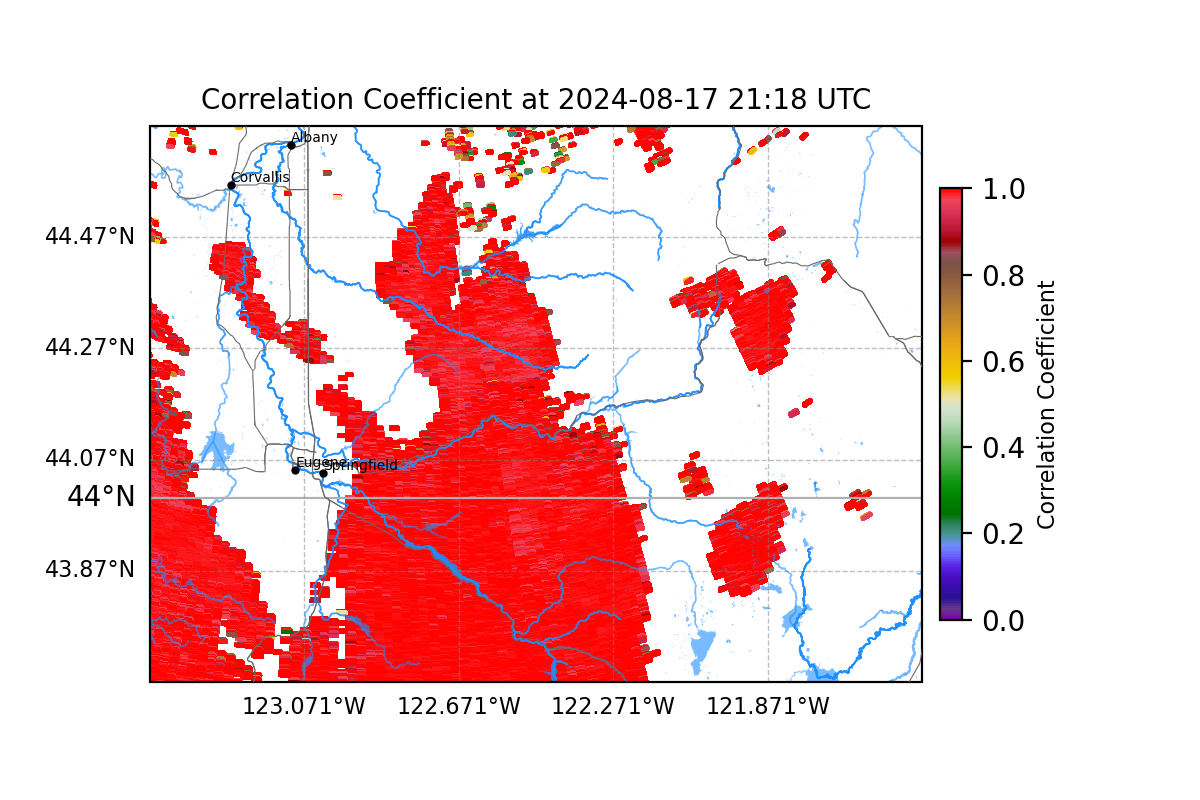 Correlation Coefficient at 2024-08-17 21:18 UTC
Albany
Corvallis
44.47°N
44.27°N
44.07°N
44°N
43.87°N
Eugene
Springfield
123.071°W
122.671°W
122.271°W
121.871°W
1.0
0.8
0.6
0.4
0.2
0.0
Correlation Coefficient